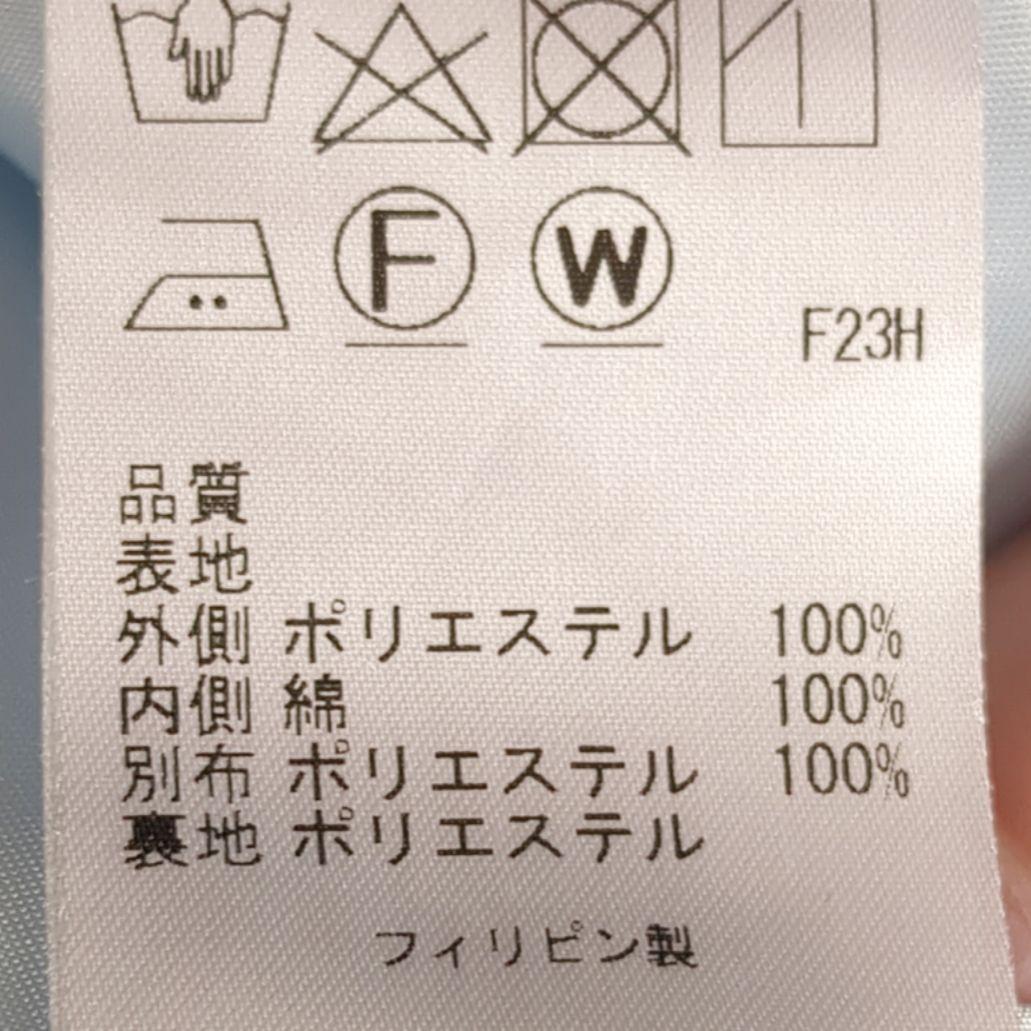 F W
F23H
品質
表地
外側 ポリエステル 100%
内側 綿 100%
別布 ポリエステル 100%
裏地 ポリエステル
フィリピン製